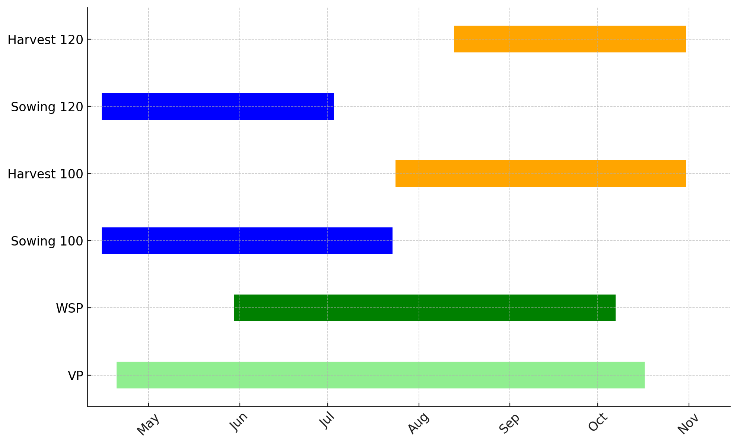 Harvest 120
Sowing 120
Harvest 100
Sowing 100
WSP
VP
May
Jun
Jul
Aug
Sep
Oct
Nov